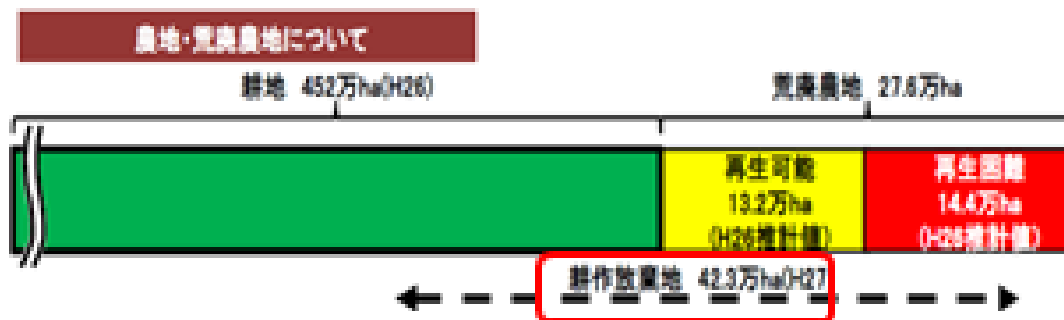 農地・荒廃農地について
耕地 452万ha(H26)
荒廃農地 27.6万ha
再生可能
13.2万ha
(H26推計値)
再生困難
14.4万ha
(H26推計値)
耕作放棄地 42.3万ha(H27